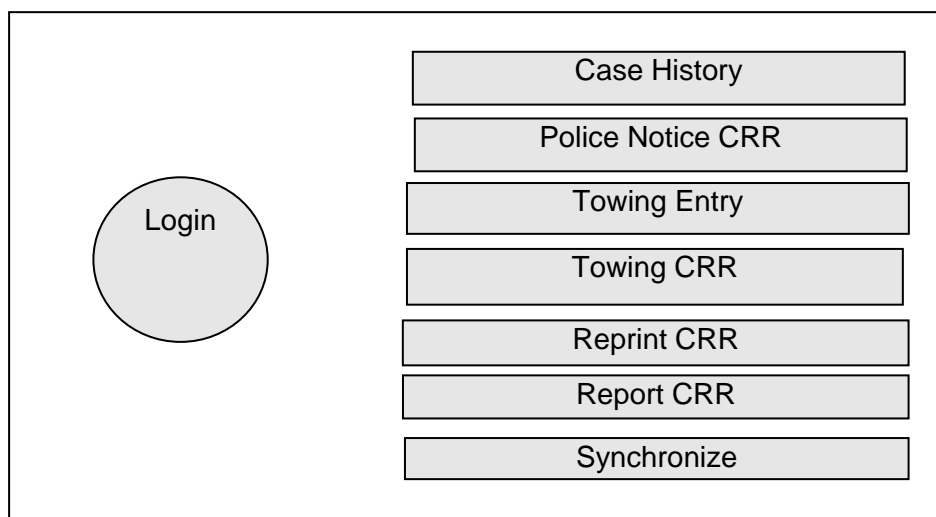 Login
Case History
Police Notice CRR
Towing Entry
Towing CRR
Reprint CRR
Report CRR
Synchronize